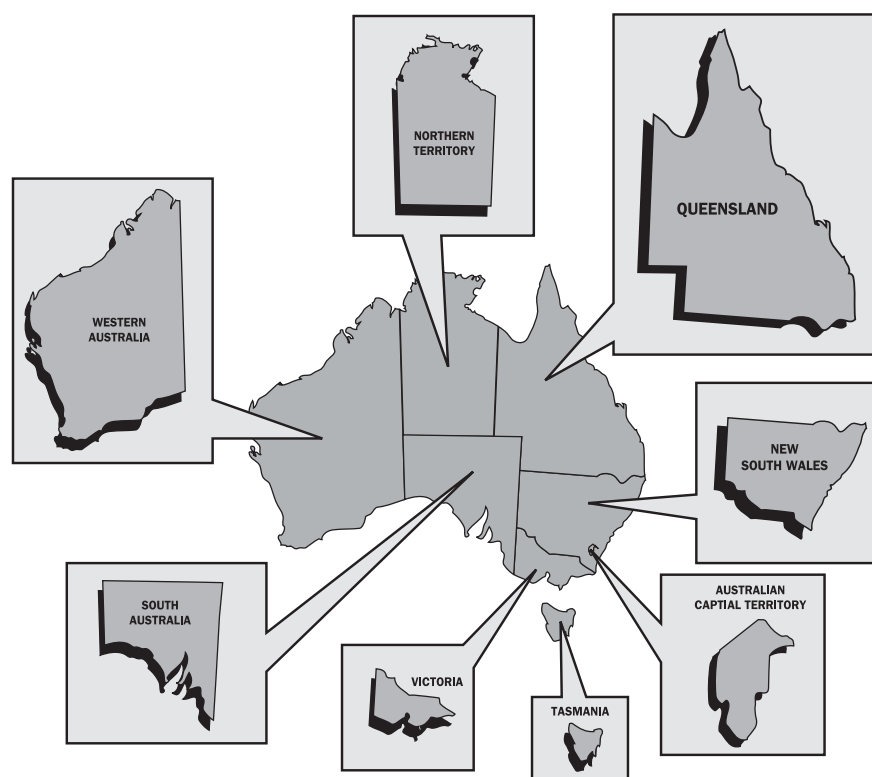 NORTHERN
TERRITORY
QUEENSLAND
WESTERN
AUSTRALIA
NEW
SOUTH WALES
AUSTRALIAN
CAPTIAL TERRITORY
SOUTH
AUSTRALIA
VICTORIA
TASMANIA